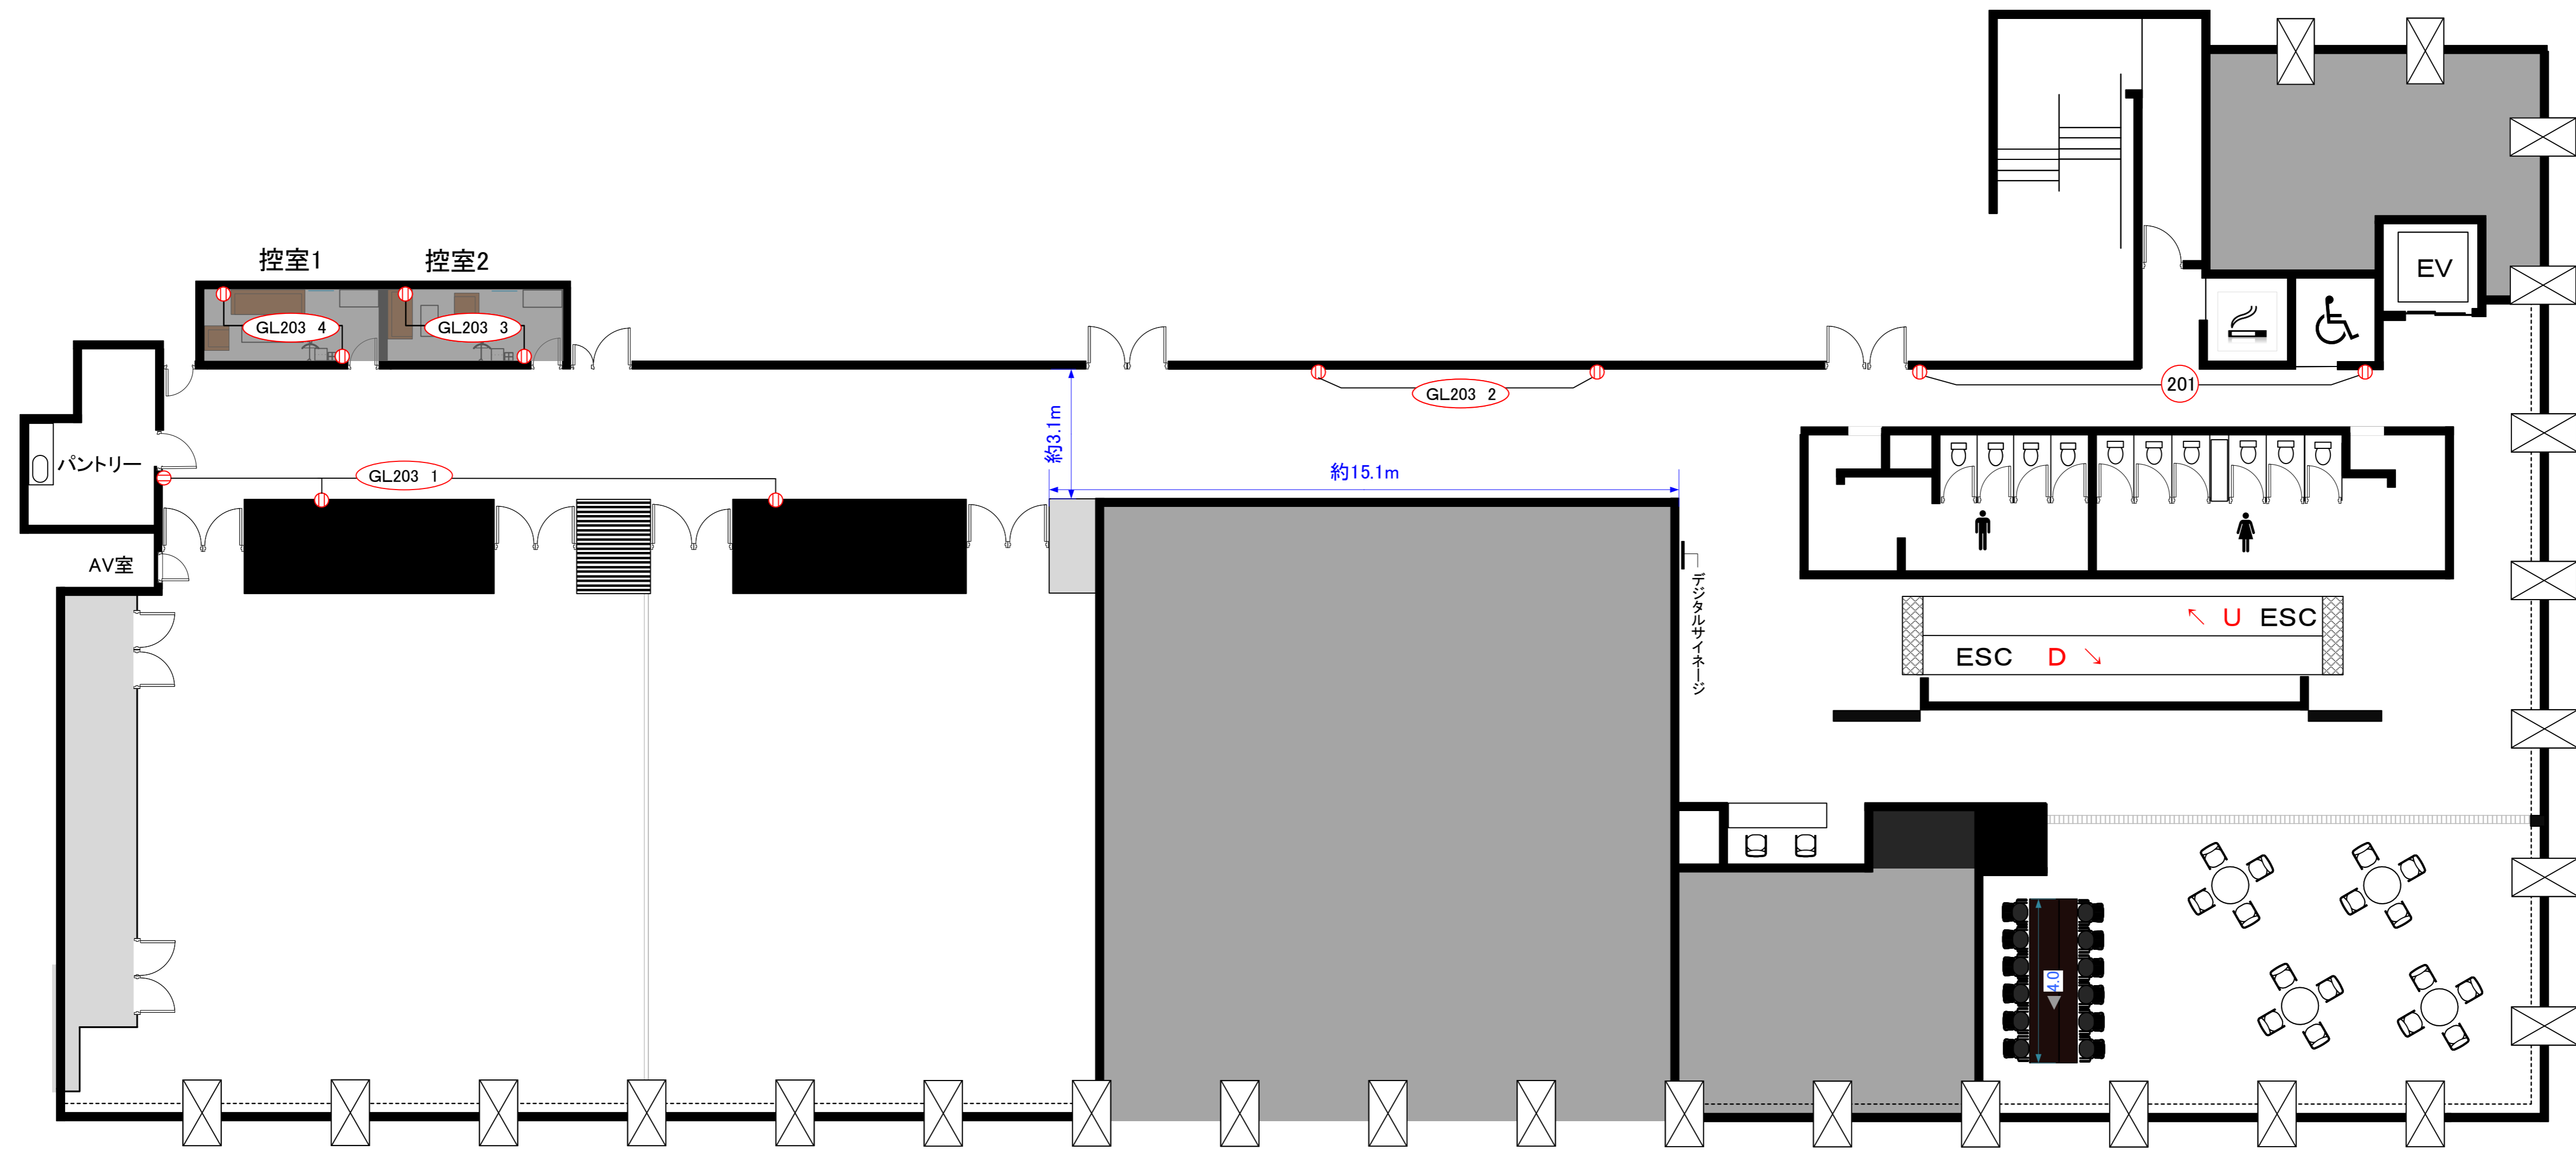 控室1
控室2
EV
GL203 4
GL203 3
201
GL203 2
約3.1m
パントリー
GL203 1
約15.1m
AV室
デジタルサイネージ
↖ U ESC
ESC D ↘
4.0